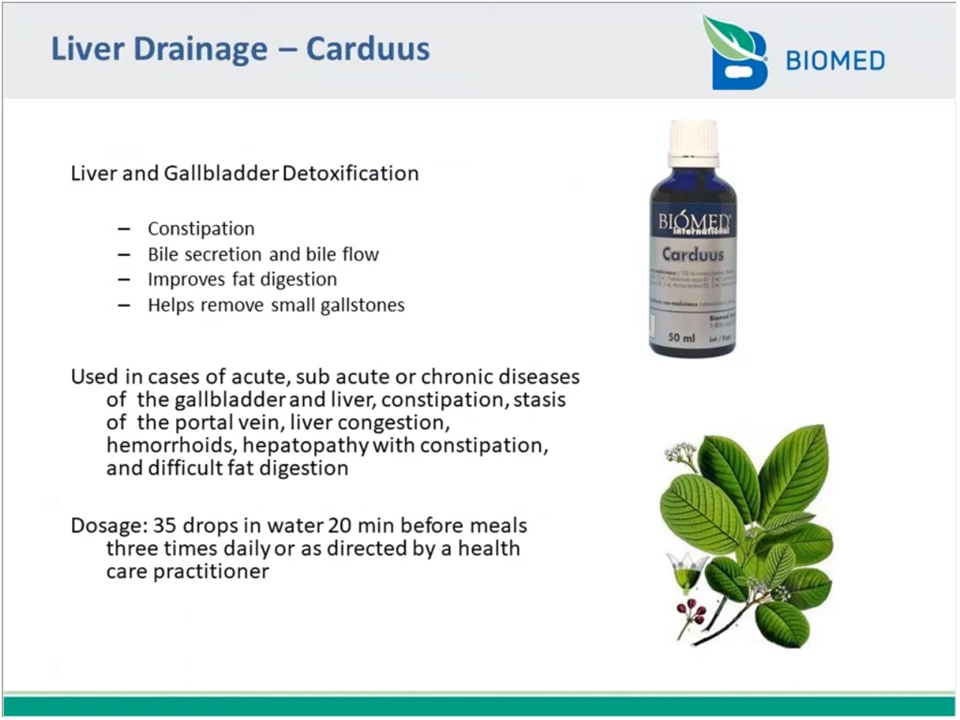 Liver Drainage – Carduus
BIOMED
Liver and Gallbladder Detoxification
– Constipation
– Bile secretion and bile flow
– Improves fat digestion
– Helps remove small gallstones
Used in cases of acute, sub acute or chronic diseases
of the gallbladder and liver, constipation, stasis
of the portal vein, liver congestion,
hemorrhoids, hepatopathy with constipation,
and difficult fat digestion
Dosage: 35 drops in water 20 min before meals
three times daily or as directed by a health
care practitioner
BIÓMED
International
Carduus
50 ml
Lot / Exp: